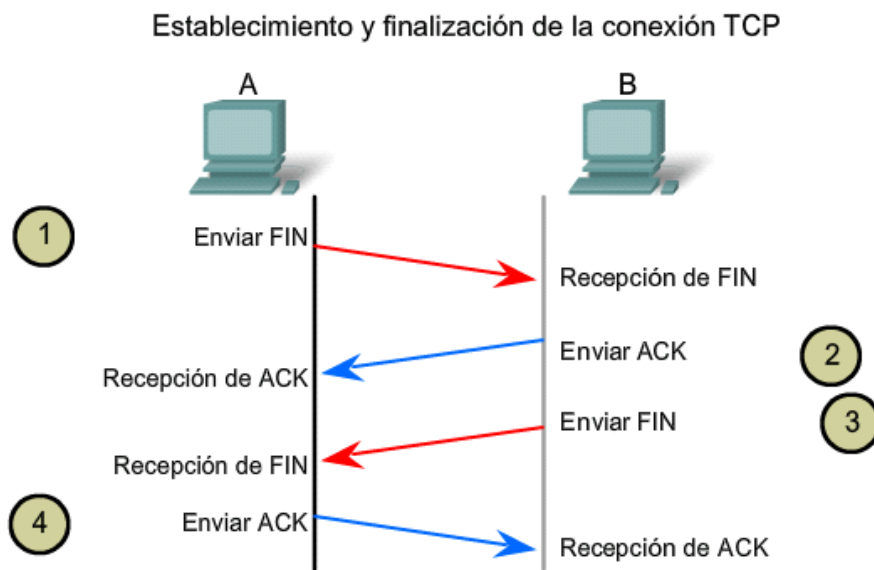 Establecimiento y finalización de la conexión TCP
A
B
1
Enviar FIN
Recepción de FIN
Enviar ACK
2
Recepción de ACK
Enviar FIN
3
Recepción de FIN
4
Enviar ACK
Recepción de ACK